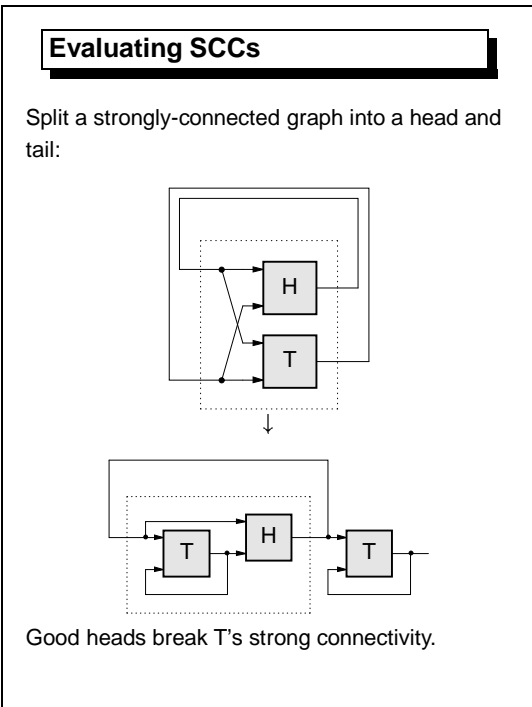 Evaluating SCCs
Split a strongly-connected graph into a head and
tail:
H
T
↓
T
H
T
Good heads break T's strong connectivity.